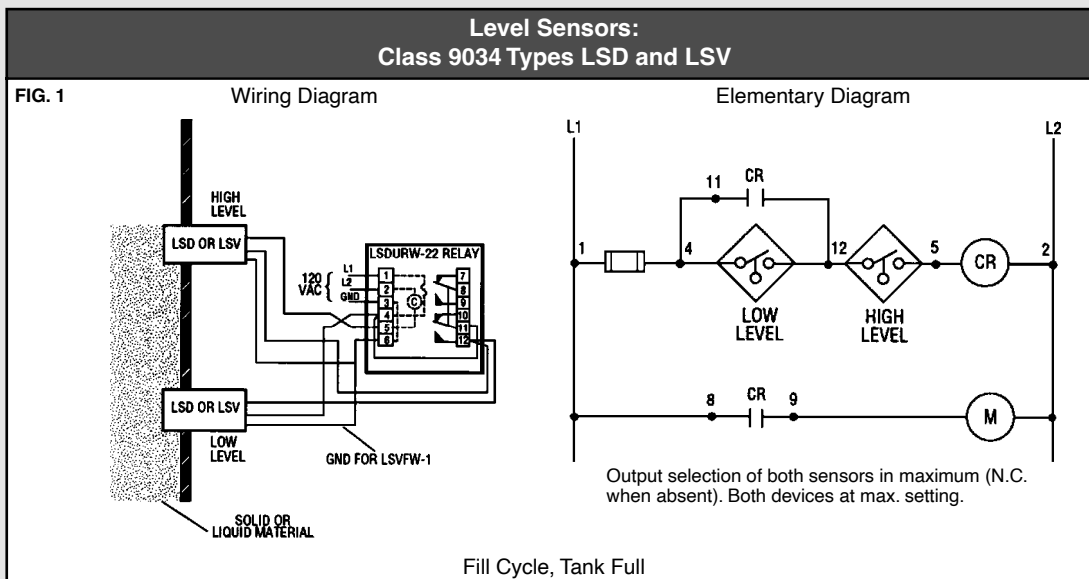 Level Sensors:
Class 9034 Types LSD and LSV
FIG. 1
Wiring Diagram
HIGH
LEVEL
LSD OR LSV
LSDURW-22 RELAY
120
VAC
L1
L2
GND
1
2
3
4
5
6
C
7
8
9
10
11
12
LSD OR LSV
LOW
LEVEL
GND FOR LSVFW-1
SOLID OR
LIQUID MATERIAL
Elementary Diagram
L1
L2
11
CR
1
4
12
5
CR
2
LOW
LEVEL
HIGH
LEVEL
8
CR
9
M
Output selection of both sensors in maximum (N.C.
when absent). Both devices at max. setting.
Fill Cycle, Tank Full